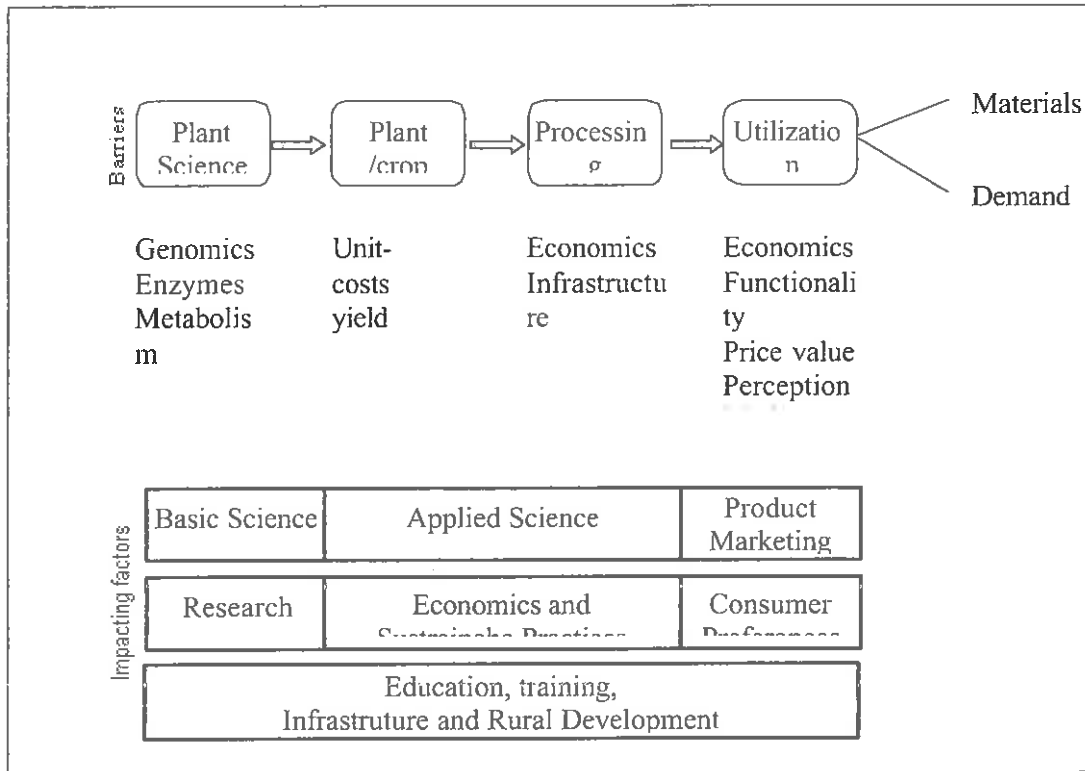 Barriers
Plant
Science
Plant
/crop
Processin
g
Utilizatio
n
Materials
Demand
Genomics
Enzymes
Metabolis
m
Unit-
costs
yield
Economics
Infrastructu
re
Economics
Functionali
ty
Price value
Perception
Impacting factors
Basic Science
Applied Science
Product
Marketing
Research
Economics and
Practices
Consumer
Preferences
Education, training,
Infrastruture and Rural Development